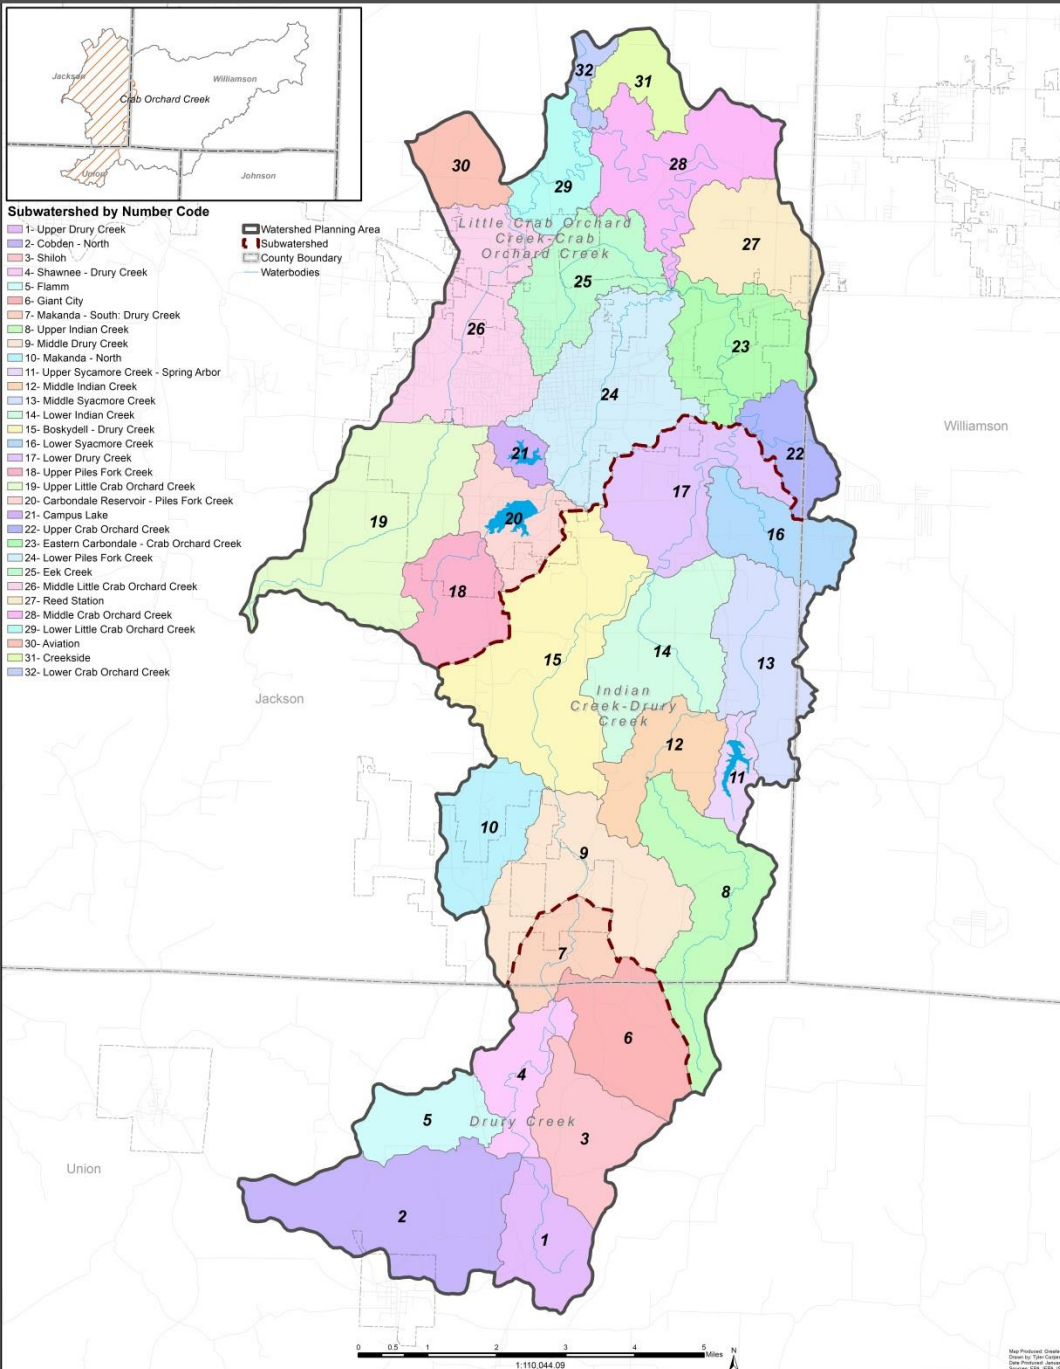 Jackson
Williamson
Crab Orchard Creek
Union
Johnson
Subwatershed by Number Code
1- Upper Drury Creek
2- Cobden - North
3- Shiloh
4- Shawnee - Drury Creek
5- Flamm
6- Giant City
7- Makanda - South: Drury Creek
8- Upper Indian Creek
9- Middle Drury Creek
10- Makanda - North
11- Upper Sycamore Creek - Spring Arbor
12- Middle Indian Creek
13- Middle Syacmore Creek
14- Lower Indian Creek
15- Boskydell - Drury Creek
16- Lower Syacmore Creek
17- Lower Drury Creek
18- Upper Piles Fork Creek
19- Upper Little Crab Orchard Creek
20- Carbondale Reservoir - Piles Fork Creek
21- Campus Lake
22- Upper Crab Orchard Creek
23- Eastern Carbondale - Crab Orchard Creek
24- Lower Piles Fork Creek
25- Eek Creek
26- Middle Little Crab Orchard Creek
27- Reed Station
28- Middle Crab Orchard Creek
29- Lower Little Crab Orchard Creek
30- Aviation
31- Creekside
32- Lower Crab Orchard Creek
Watershed Planning Area
Subwatershed
County Boundary
Waterbodies
32
31
30
28
29
Little Crab Orchard
Creek-Crab
Orchard Creek
27
25
26
23
24
Williamson
21
22
17
20
19
16
18
15
14
13
Indian
Creek-Drury
Creek
Jackson
12
11
10
9
8
7
6
4
5
Drury Creek
3
Union
2
1
0 0.5 1 2 3 4 5
Miles
N
1:110,044.09